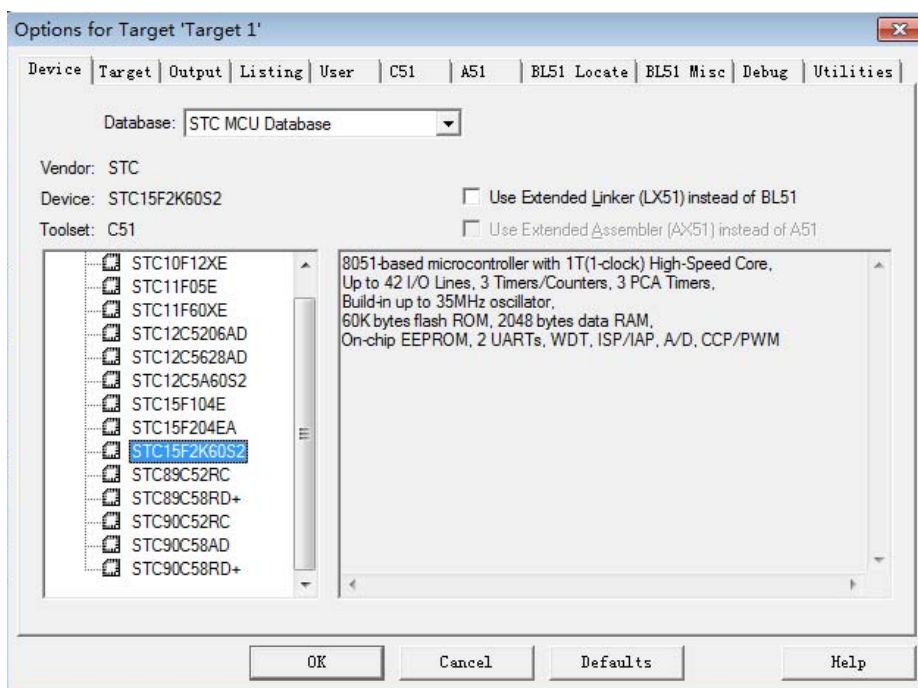 Options for Target 'Target 1'
Device Target Output Listing User C51 A51 BL51 Locate BL51 Misc Debug Utilities
Database: STC MCU Database
Vendor: STC
Device: STC15F2K60S2
Use Extended Linker (LX51) instead of BL51
Toolset: C51
Use Extended Assembler (AX51) instead of A51
STC10F12XE
STC11F05E
STC11F60XE
STC12C5206AD
STC12C5628AD
STC12C5A60S2
STC15F104E
STC15F204EA
STC15F2K60S2
STC89C52RC
STC89C58RD+
STC90C52RC
STC90C58AD
STC90C58RD+
8051-based microcontroller with 1T(1-clock) High-Speed Core,
Up to 42 I/O Lines, 3 Timers/Counters, 3 PCA Timers,
Build-in up to 35MHz oscillator,
60K bytes flash ROM, 2048 bytes data RAM,
On-chip EEPROM, 2 UARTs, WDT, ISP/IAP, A/D, CCP/PWM
OK Cancel Defaults Help